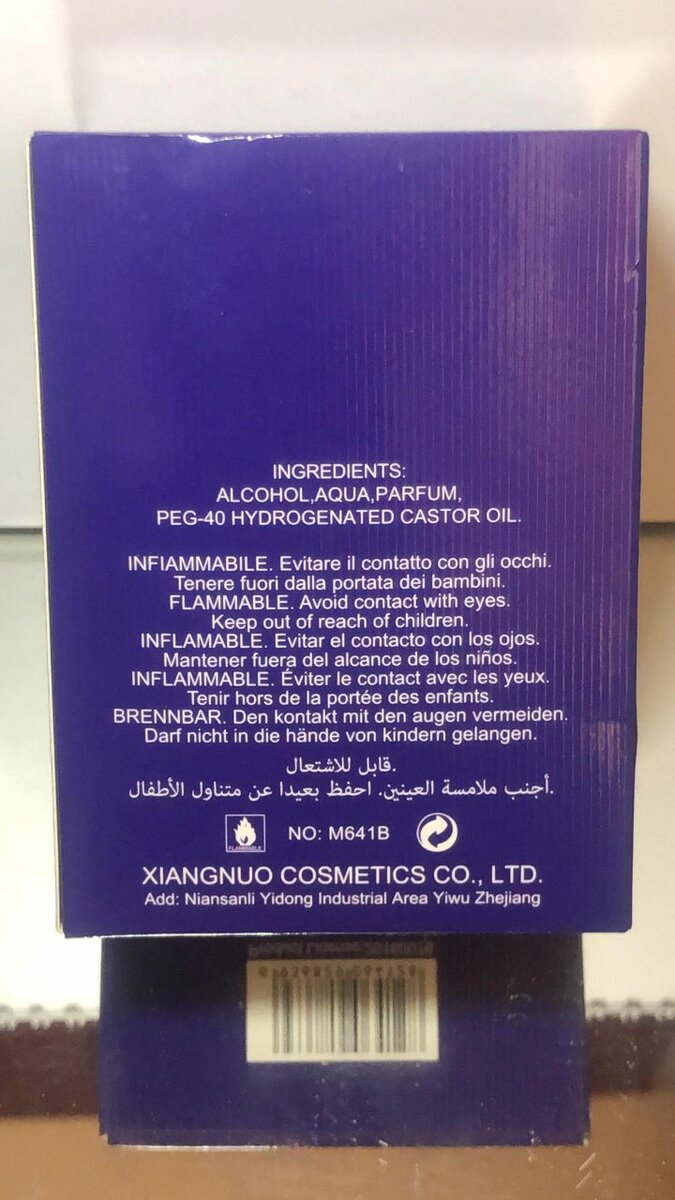 INGREDIENTS:
ALCOHOL,AQUA,PARFUM,
PEG-40 HYDROGENATED CASTOR OIL.
INFIAMMABILE. Evitare il contatto con gli occhi.
Tenere fuori dalla portata dei bambini.
FLAMMABLE. Avoid contact with eyes.
Keep out of reach of children.
INFLAMABLE. Evitar el contacto con los ojos.
Mantener fuera del alcance de los niños.
INFLAMMABLE. Éviter le contact avec les yeux.
Tenir hors de la portée des enfants.
BRENNBAR. Den kontakt mit den augen vermeiden.
Darf nicht in die hände von kindern gelangen.
قابل للاشتعال.
أجنب ملامسة العينين. احفظ بعيدا عن متناول الأطفال.
FLAMMABLE
NO: M641B
XIANGNUO COSMETICS CO., LTD.
Add: Niansanli Yidong Industrial Area Yiwu Zhejiang